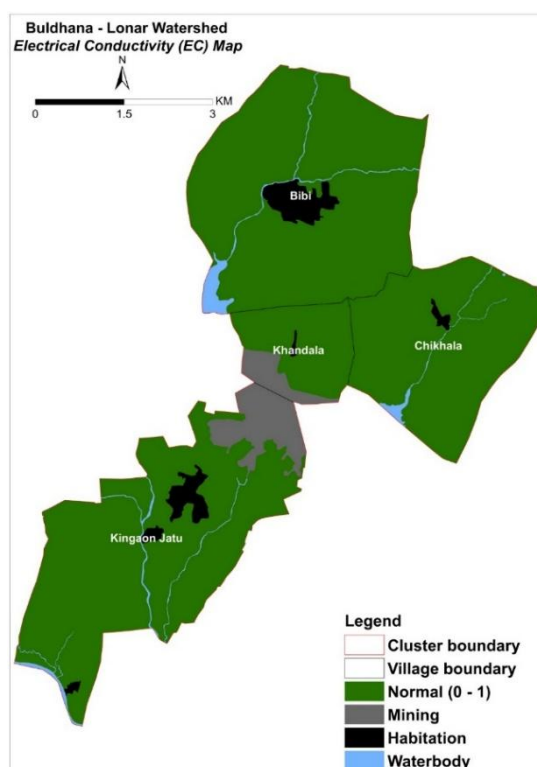 Buldhana - Lonar Watershed
Electrical Conductivity (EC) Map
N
KM
0 1.5 3
Bibi
Khandala
Chikhala
Kingaon Jatu
Legend
Cluster boundary
Village boundary
Normal (0 - 1)
Mining
Habitation
Waterbody